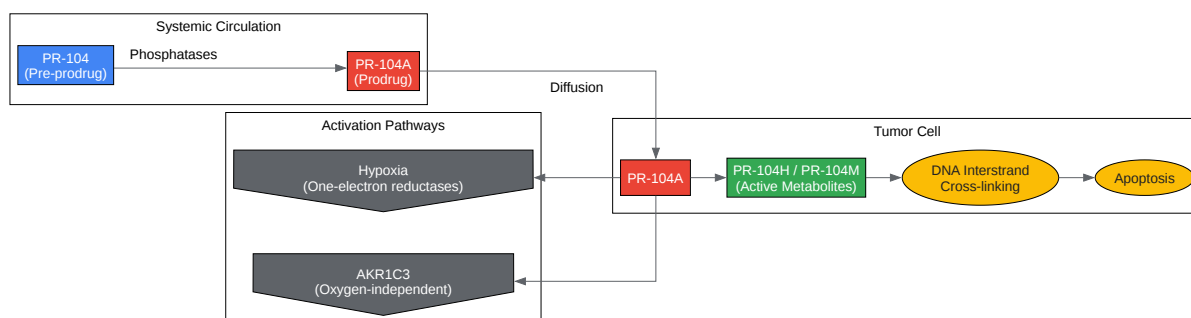 Systemic Circulation
PR-104
(Pre-prodrug)
Phosphatases
PR-104A
(Prodrug)
Diffusion
Activation Pathways
Hypoxia
(One-electron reductases)
AKR1C3
(Oxygen-independent)
Tumor Cell
PR-104A
PR-104H / PR-104M
(Active Metabolites)
DNA Interstrand
Cross-linking
Apoptosis